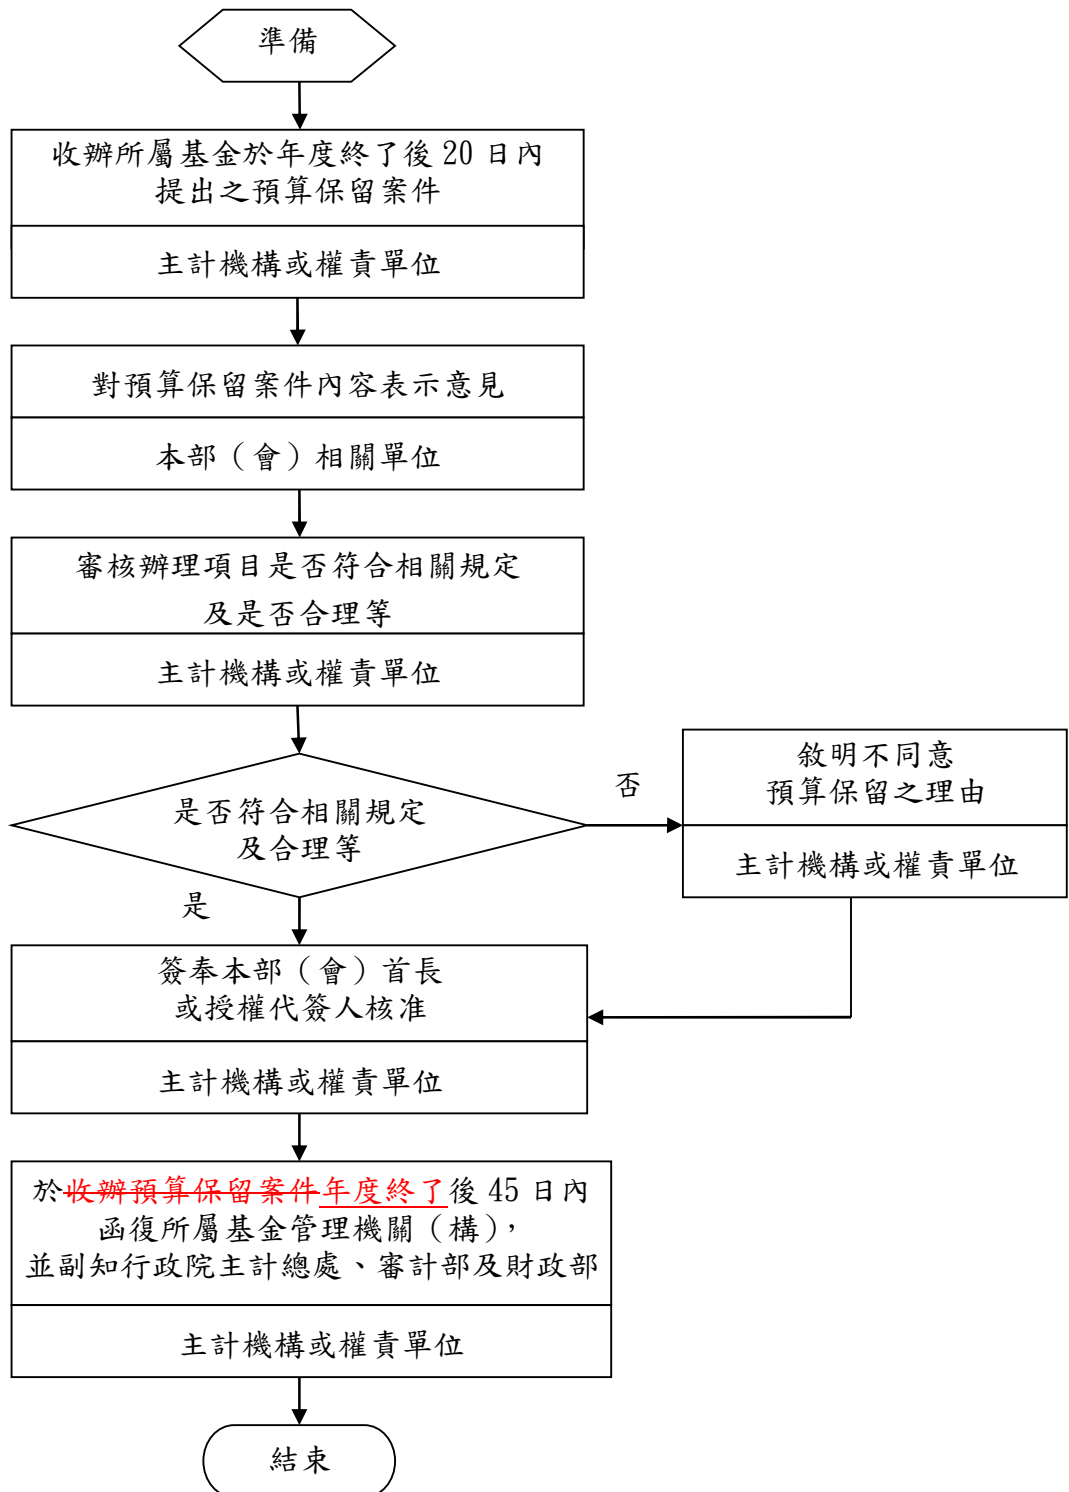 準備
收辦所屬基金於年度終了後 20 日內
提出之預算保留案件
主計機構或權責單位
對預算保留案件內容表示意見
本部（會）相關單位
審核辦理項目是否符合相關規定
及是否合理等
主計機構或權責單位
是否符合相關規定
及合理等
否
敘明不同意
預算保留之理由
主計機構或權責單位
是
簽奉本部（會）首長
或授權代簽人核准
主計機構或權責單位
於收辦預算保留案件年度終了後 45 日內
函復所屬基金管理機關（構），
並副知行政院主計總處、審計部及財政部
主計機構或權責單位
結束